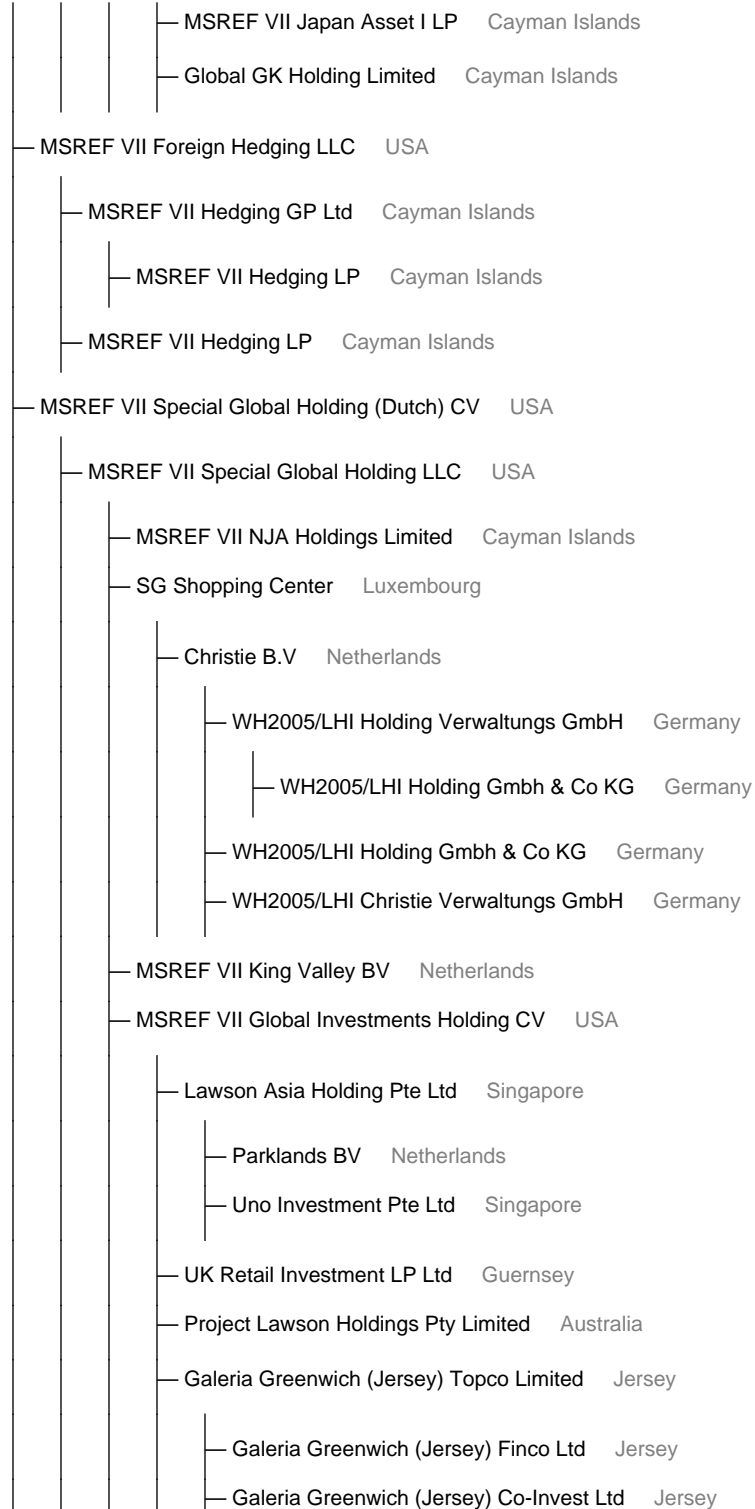 MSREF VII Japan Asset I LP Cayman Islands
Global GK Holding Limited Cayman Islands
MSREF VII Foreign Hedging LLC USA
MSREF VII Hedging GP Ltd Cayman Islands
MSREF VII Hedging LP Cayman Islands
MSREF VII Hedging LP Cayman Islands
MSREF VII Special Global Holding (Dutch) CV USA
MSREF VII Special Global Holding LLC USA
MSREF VII NJA Holdings Limited Cayman Islands
SG Shopping Center Luxembourg
Christie B.V Netherlands
WH2005/LHI Holding Verwaltungs GmbH Germany
WH2005/LHI Holding Gmbh & Co KG Germany
WH2005/LHI Holding Gmbh & Co KG Germany
WH2005/LHI Christie Verwaltungs GmbH Germany
MSREF VII King Valley BV Netherlands
MSREF VII Global Investments Holding CV USA
Lawson Asia Holding Pte Ltd Singapore
Parklands BV Netherlands
Uno Investment Pte Ltd Singapore
UK Retail Investment LP Ltd Guernsey
Project Lawson Holdings Pty Limited Australia
Galeria Greenwich (Jersey) Topco Limited Jersey
Galeria Greenwich (Jersey) Finco Ltd Jersey
Galeria Greenwich (Jersey) Co-Invest Ltd Jersey